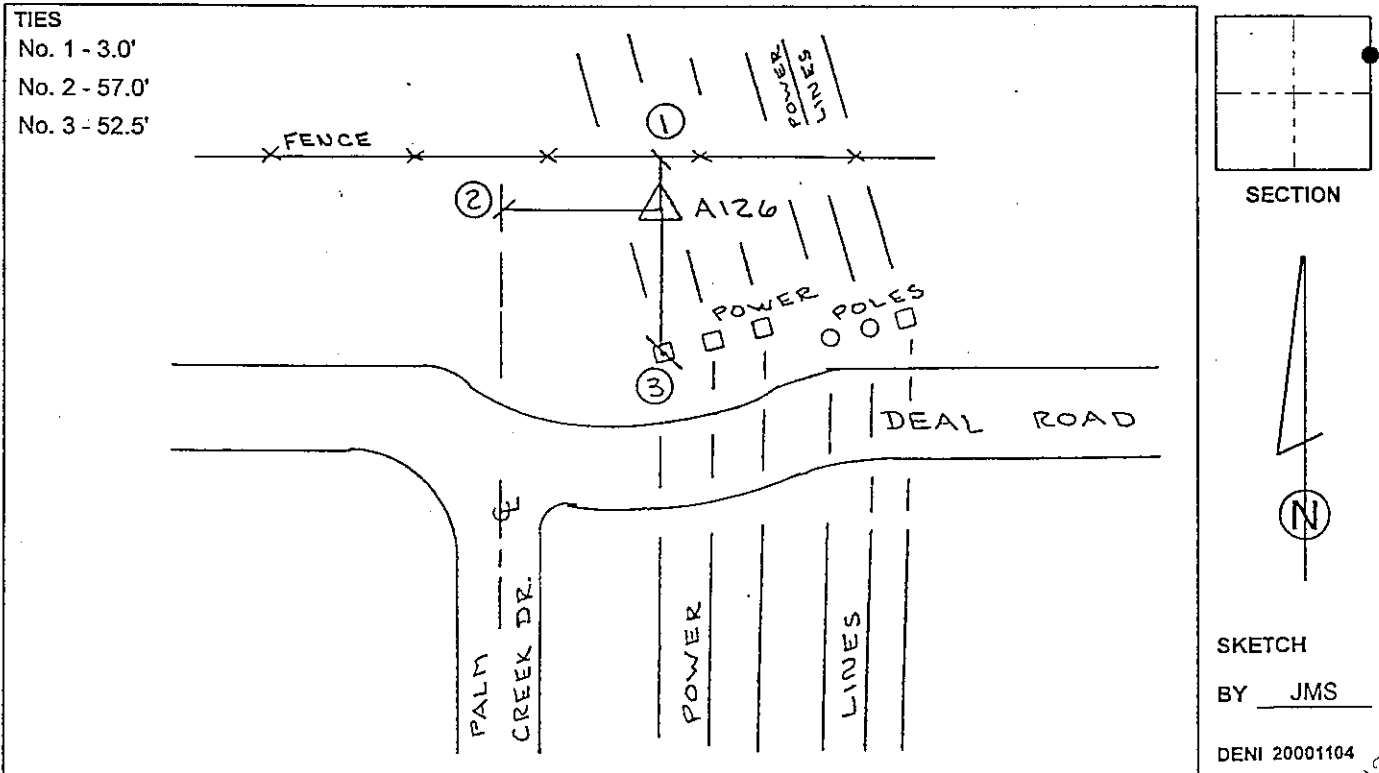 TIES
No. 1 - 3.0'
No. 2 - 57.0'
No. 3 - 52.5'
POWER
LINES
1
FENCE
2
A126
POWER POLES
3
DEAL ROAD
℄
PALM
CREEK DR.
POWER LINES
SECTION
N
SKETCH
BY JMS
DENI 20001104